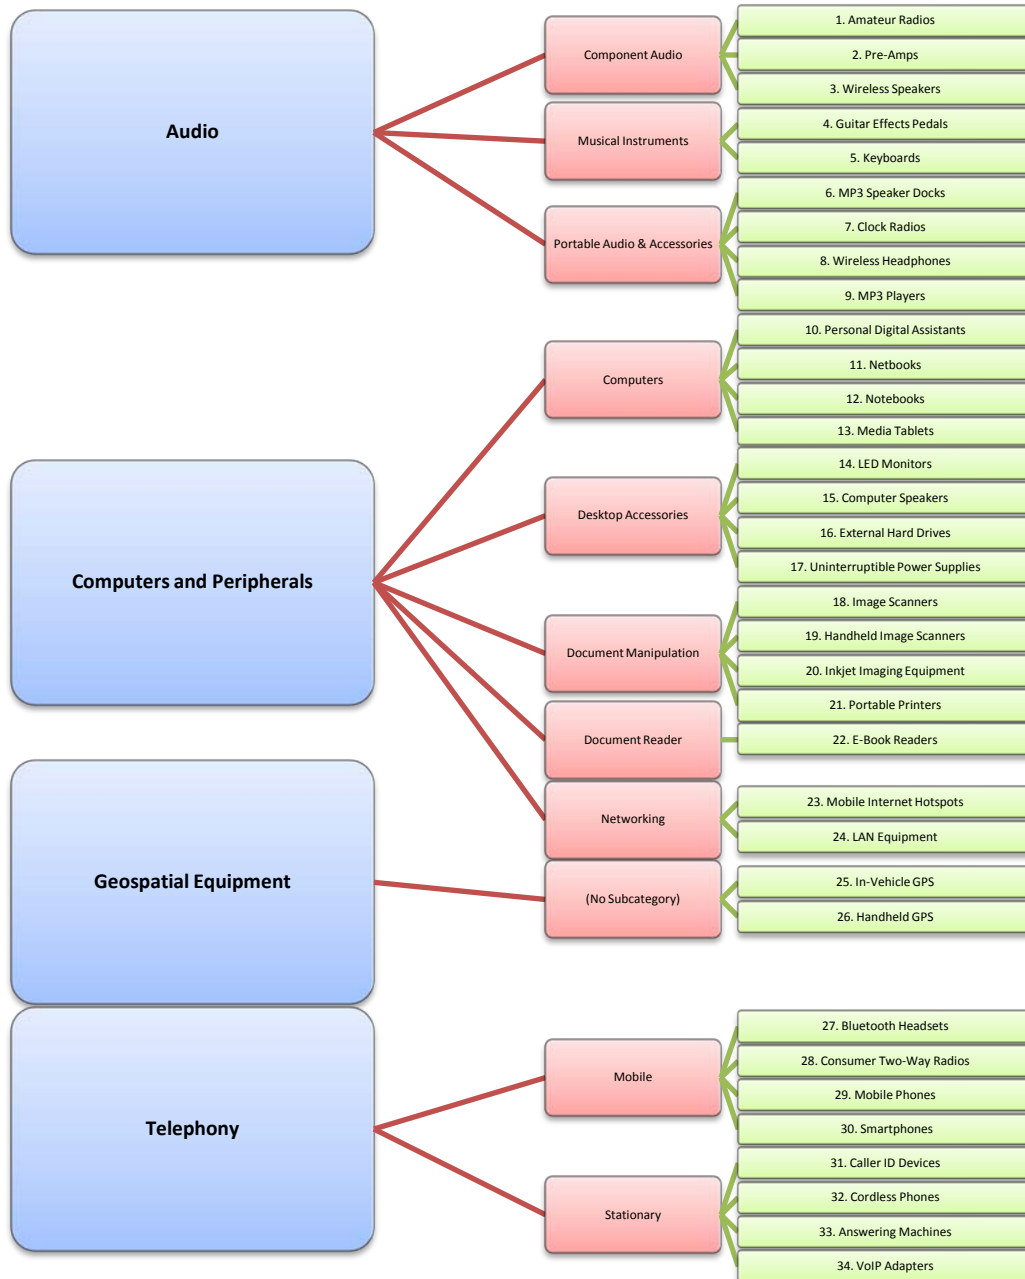 Audio
Component Audio
1. Amateur Radios
2. Pre-Amps
3. Wireless Speakers
Musical Instruments
4. Guitar Effects Pedals
5. Keyboards
Portable Audio & Accessories
6. MP3 Speaker Docks
7. Clock Radios
8. Wireless Headphones
9. MP3 Players
Computers and Peripherals
Computers
10. Personal Digital Assistants
11. Netbooks
12. Notebooks
13. Media Tablets
Desktop Accessories
14. LED Monitors
15. Computer Speakers
16. External Hard Drives
17. Uninterruptible Power Supplies
Document Manipulation
18. Image Scanners
19. Handheld Image Scanners
20. Inkjet Imaging Equipment
21. Portable Printers
Document Reader
22. E-Book Readers
Networking
23. Mobile Internet Hotspots
24. LAN Equipment
Geospatial Equipment
(No Subcategory)
25. In-Vehicle GPS
26. Handheld GPS
Telephony
Mobile
27. Bluetooth Headsets
28. Consumer Two-Way Radios
29. Mobile Phones
30. Smartphones
Stationary
31. Caller ID Devices
32. Cordless Phones
33. Answering Machines
34. VoIP Adapters